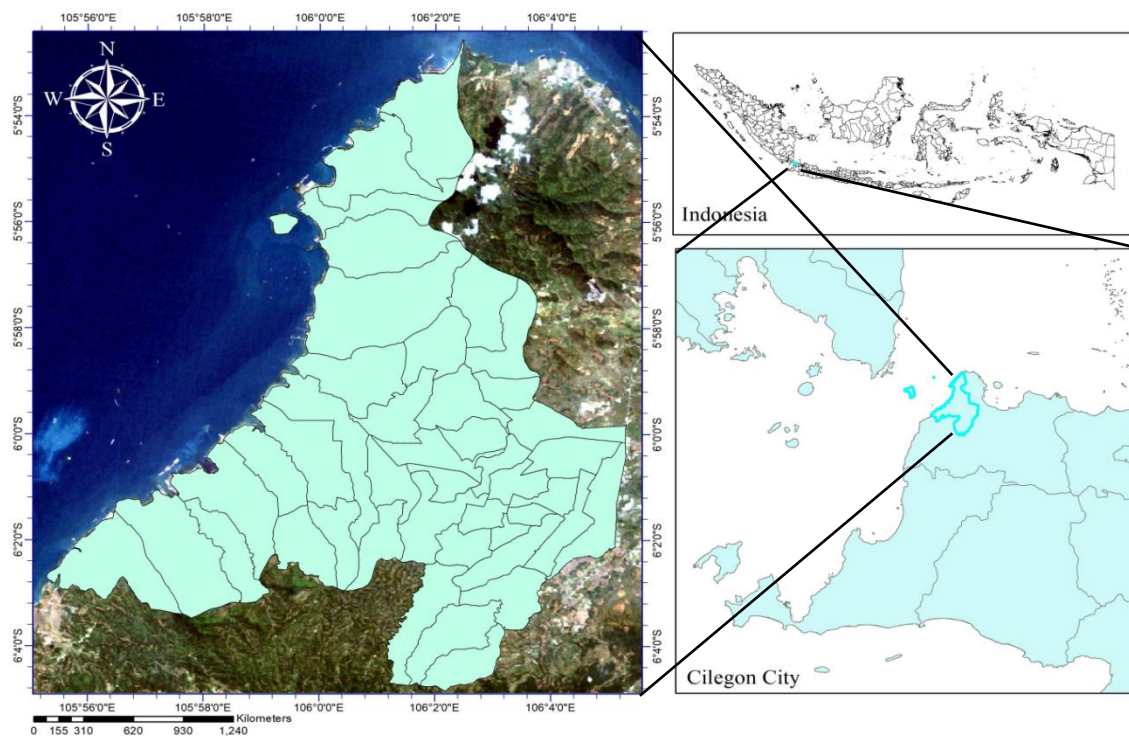 105°56'0"E 105°58'0"E 106°0'0"E 106°2'0"E 106°4'0"E
N
W E
S
5°54'0"S 5°54'0"S
5°56'0"S 5°56'0"S
5°58'0"S 5°58'0"S
6°0'0"S 6°0'0"S
6°2'0"S 6°2'0"S
6°4'0"S 6°4'0"S
105°56'0"E 105°58'0"E 106°0'0"E 106°2'0"E 106°4'0"E
Kilometers
0 155 310 620 930 1,240
Indonesia
Cilegon City